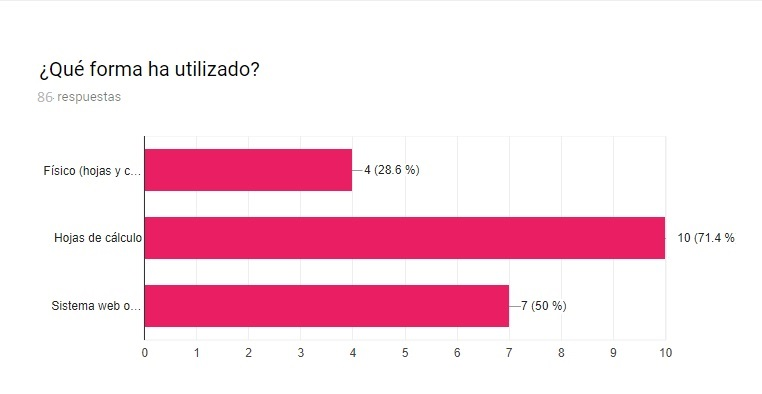 ¿Qué forma ha utilizado?
86 respuestas
Físico (hojas y c...
4 (28.6 %)
Hojas de cálculo
10 (71.4 %
Sistema web o...
7 (50 %)
0 1 2 3 4 5 6 7 8 9 10